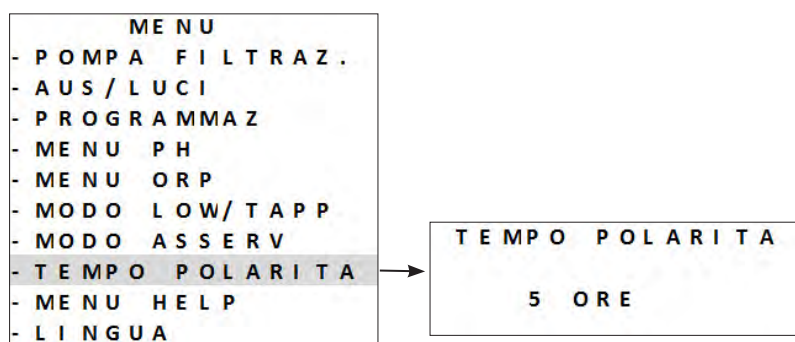 MENU
- POMPA FILTRAZ.
- AUS/LUCI
- PROGRAMMAZ
- MENU PH
- MENU ORP
- MODO LOW/TAPP
- MODO ASSERV
- TEMPO POLARITA
- MENU HELP
- LINGUA
TEMPO POLARITA
5 ORE